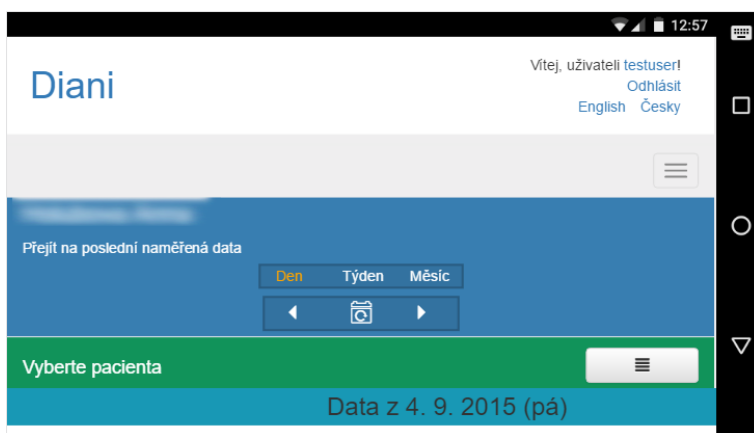 12:57
Diani
Vítej, uživateli testuser!
Odhlásit
English Česky
Přejít na poslední naměřená data
Den Týden Měsíc
Vyberte pacienta
Data z 4. 9. 2015 (pá)